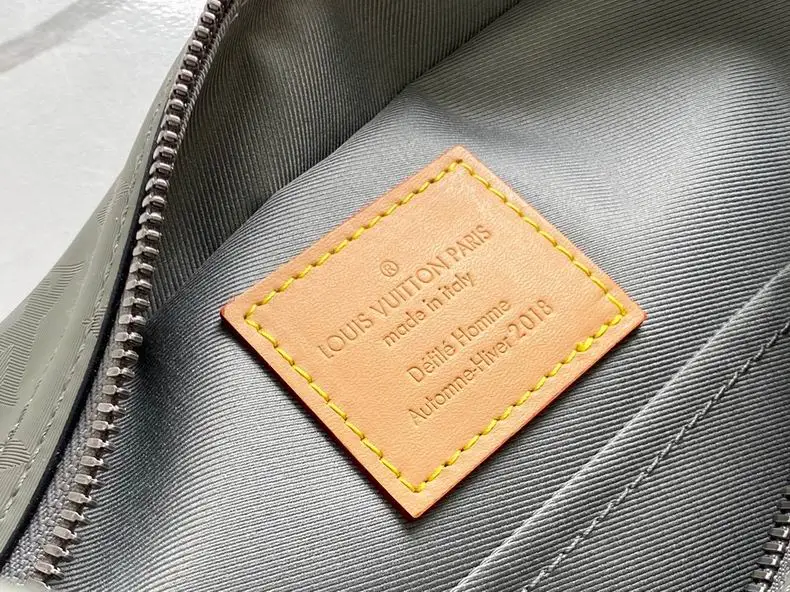 ®
LOUIS VUITTON PARIS
made in italy
Défilé Homme
Automne-Hiver 2018